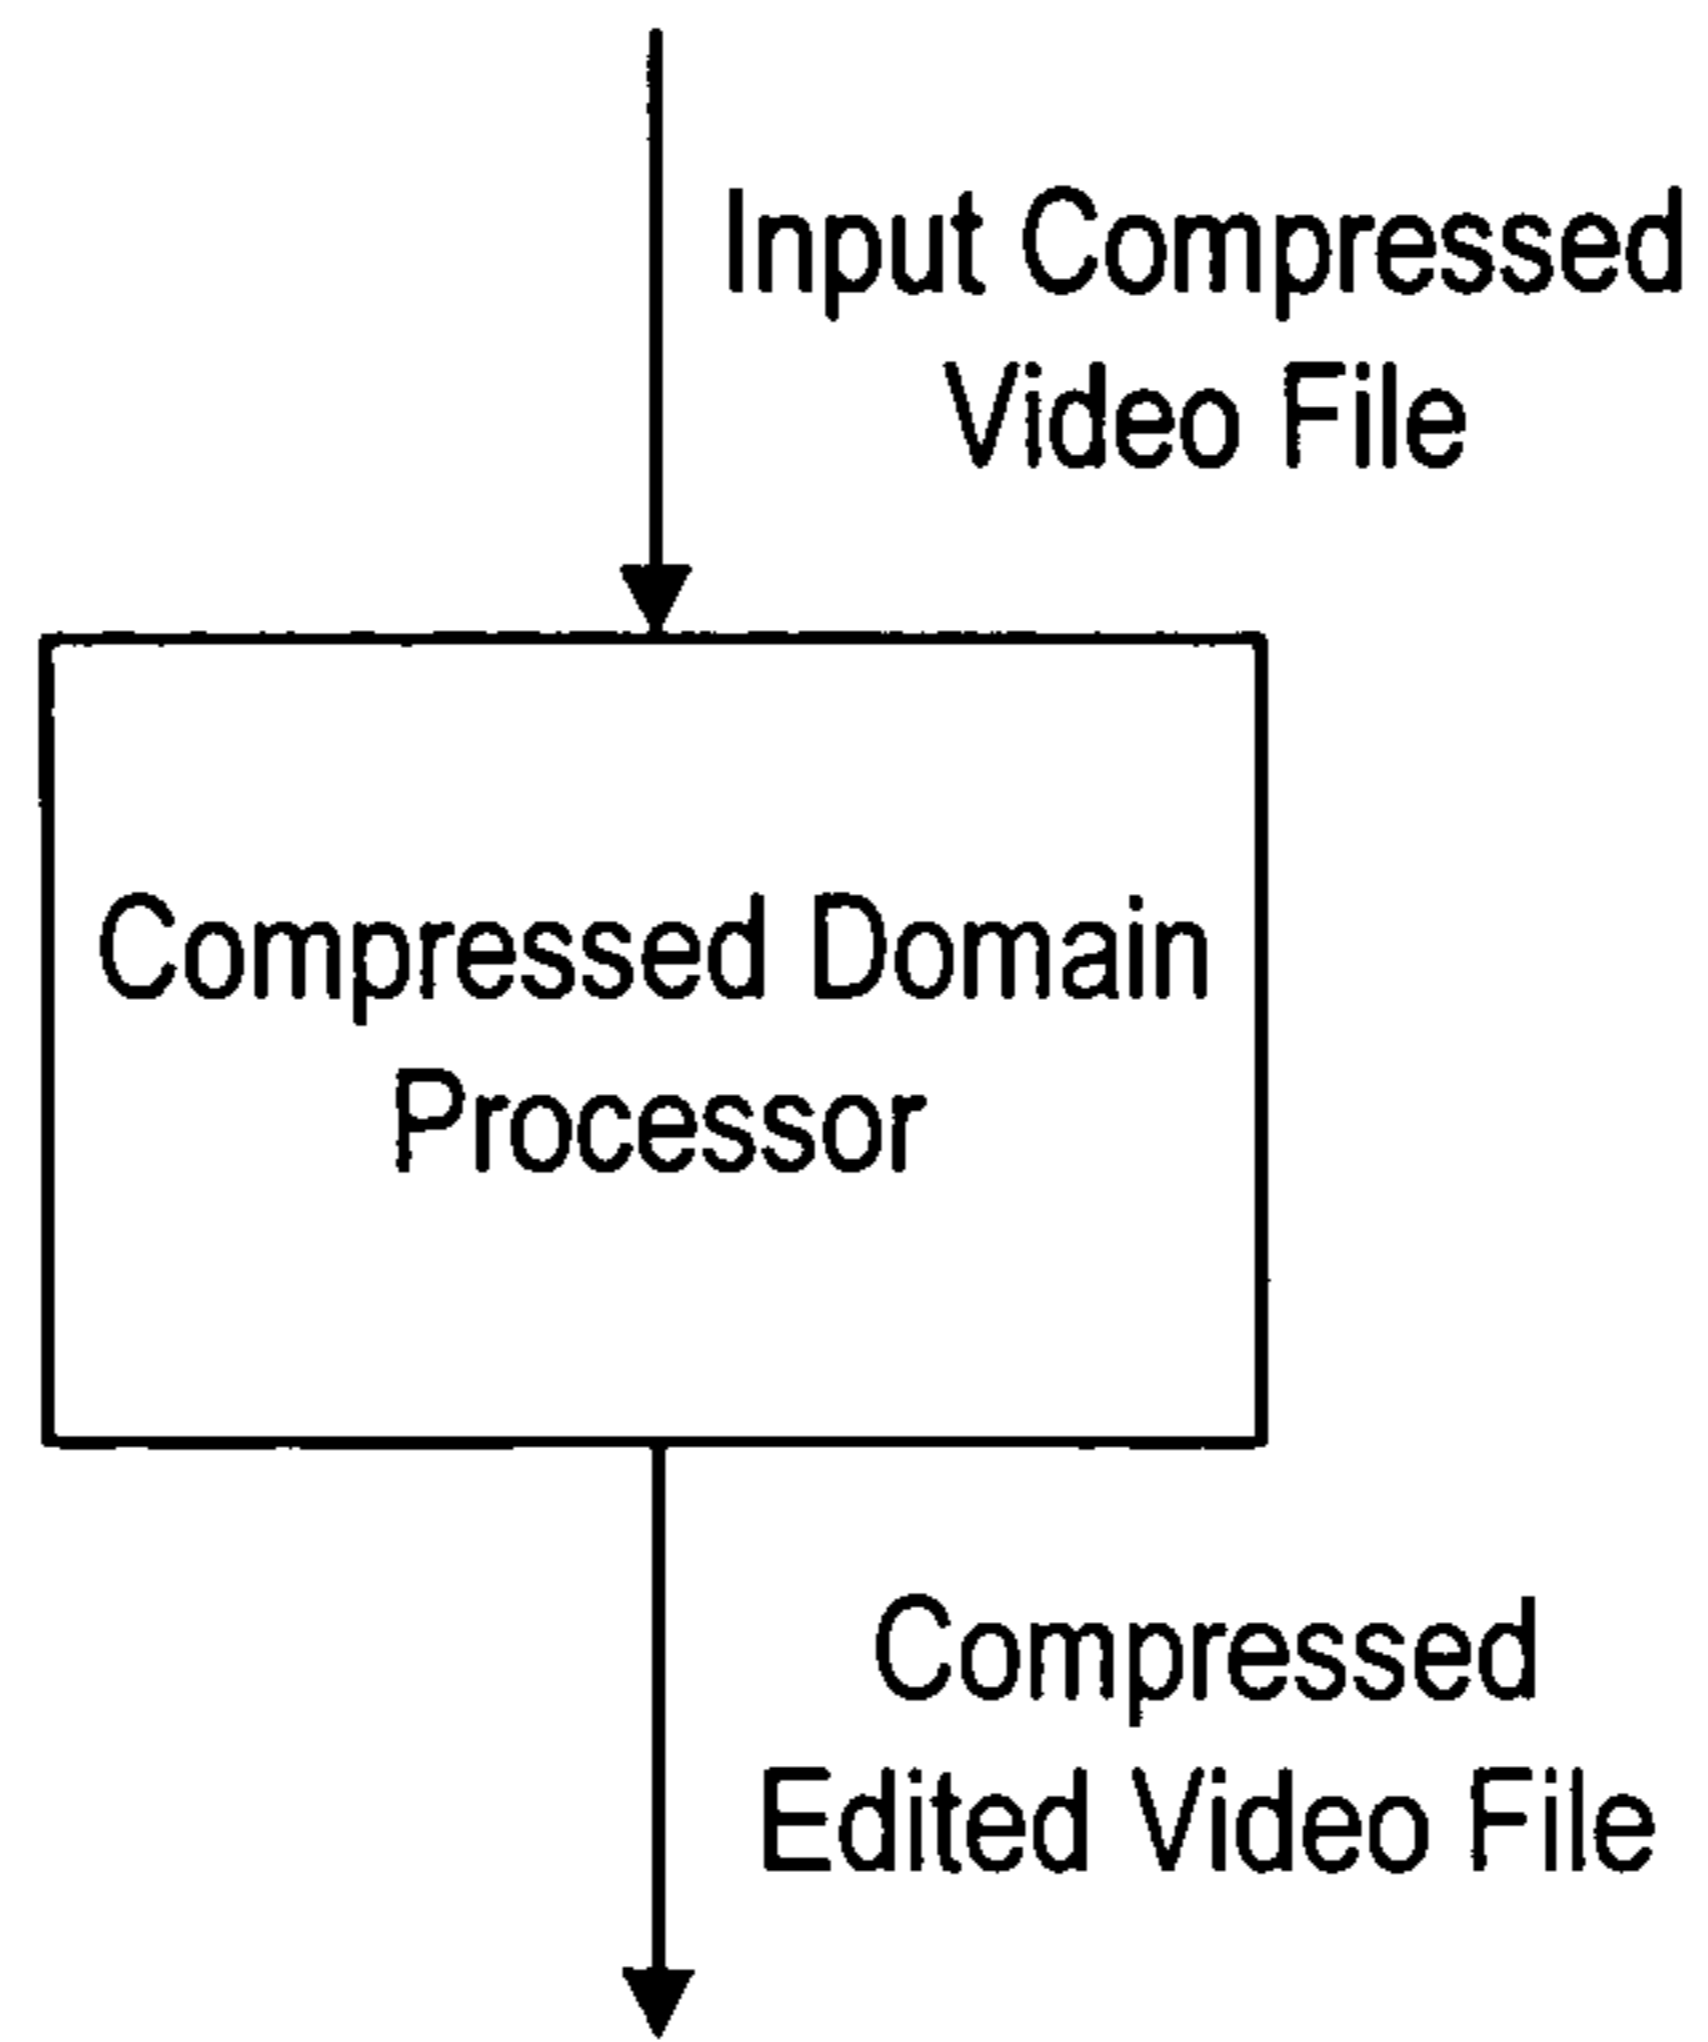 Input Compressed
Video File
Compressed Domain
Processor
Compressed
Edited Video File